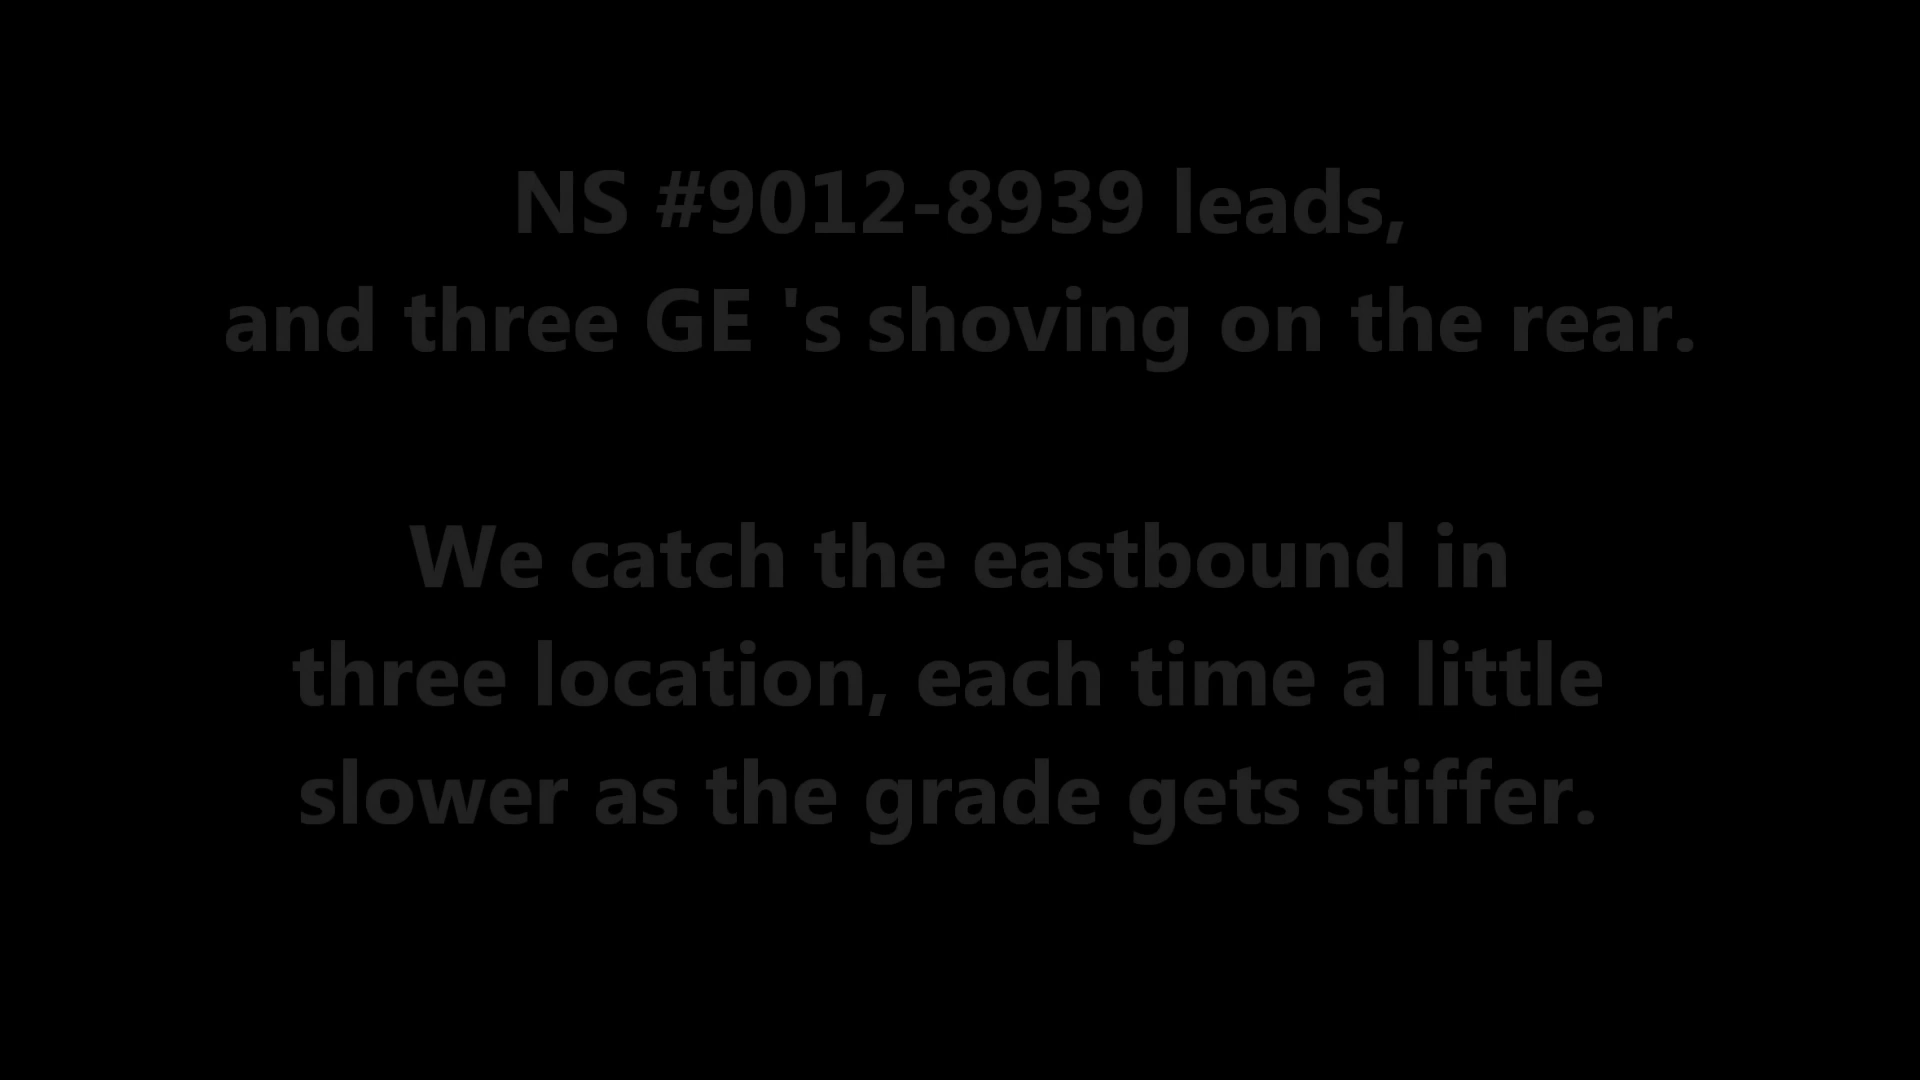 NS #9012-8939 leads,
and three GE 's shoving on the rear.
We catch the eastbound in
three location, each time a little
slower as the grade gets stiffer.